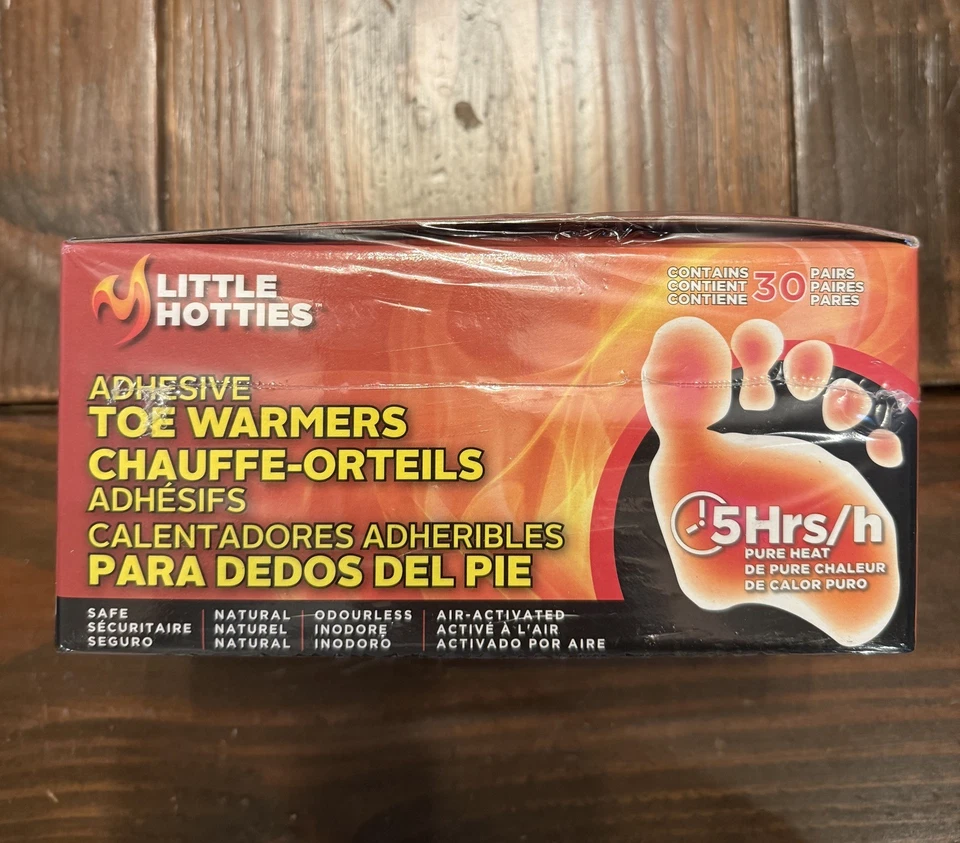 LITTLE
HOTTIES
CONTAINS
CONTIENT
CONTIENE
30
PAIRS
PAIRES
PARES
ADHESIVE
TOE WARMERS
CHAUFFE-ORTEILS
ADHÉSIFS
CALENTADORES ADHERIBLES
PARA DEDOS DEL PIE
5Hrs/h
PURE HEAT
DE PURE CHALEUR
DE CALOR PURO
SAFE
SÉCURITAIRE
SEGURO
NATURAL
NATUREL
NATURAL
ODOURLESS
INODORE
INODORO
AIR-ACTIVATED
ACTIVÉ À L'AIR
ACTIVADO POR AIRE